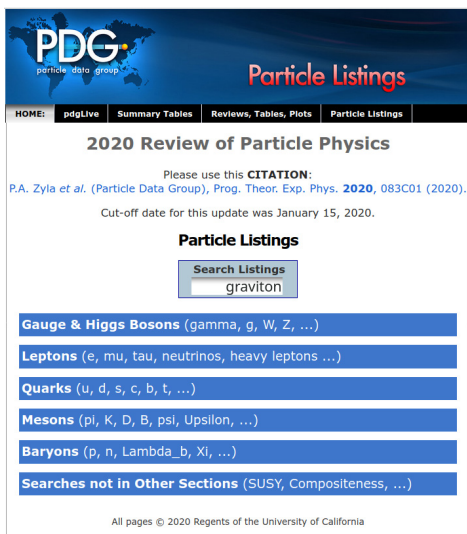 PDG
particle data group
Particle Listings
HOME: pdgLive Summary Tables Reviews, Tables, Plots Particle Listings
2020 Review of Particle Physics
Please use this CITATION:
P.A. Zyla et al. (Particle Data Group), Prog. Theor. Exp. Phys. 2020, 083C01 (2020).
Cut-off date for this update was January 15, 2020.
Particle Listings
Search Listings
graviton
Gauge & Higgs Bosons (gamma, g, W, Z, ...)
Leptons (e, mu, tau, neutrinos, heavy leptons ...)
Quarks (u, d, s, c, b, t, ...)
Mesons (pi, K, D, B, psi, Upsilon, ...)
Baryons (p, n, Lambda_b, Xi, ...)
Searches not in Other Sections (SUSY, Compositeness, ...)
All pages © 2020 Regents of the University of California